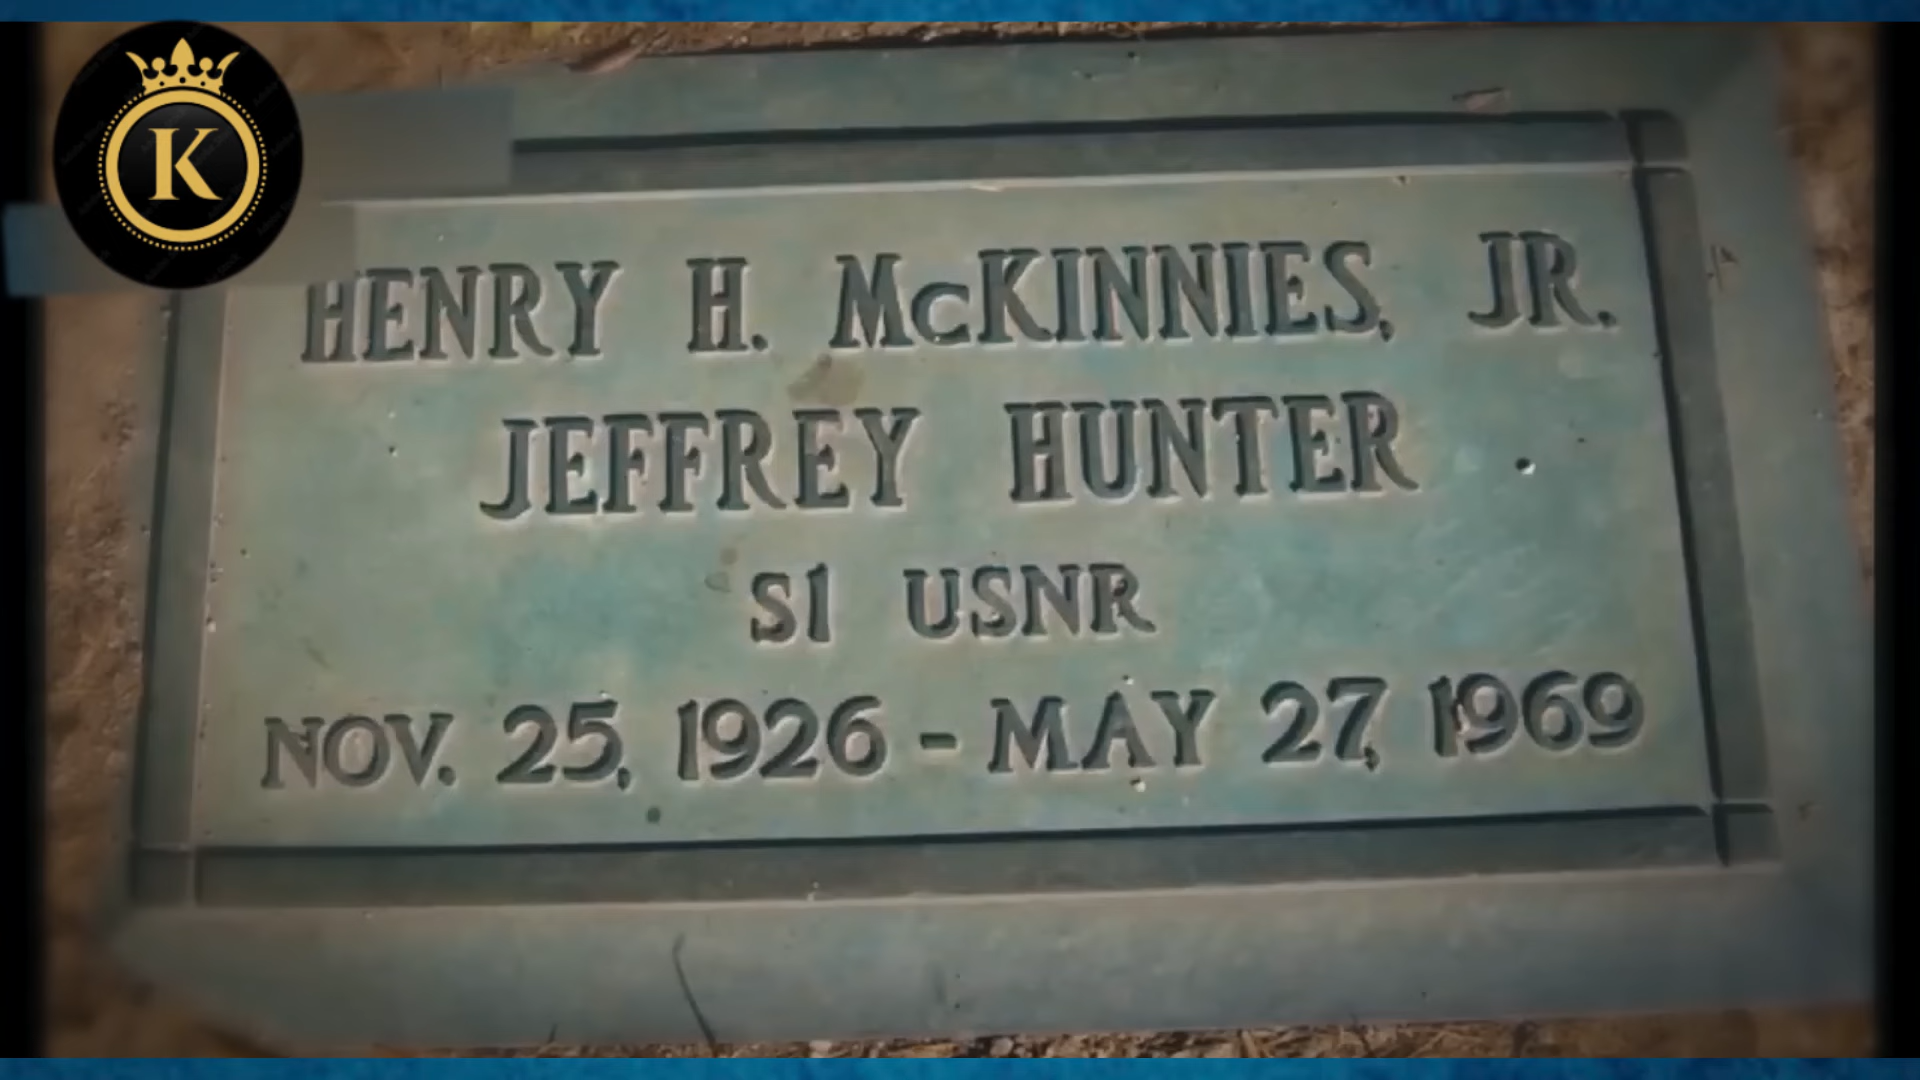 K
HENRY H. McKINNIES, JR.
JEFFREY HUNTER
S1 USNR
NOV. 25, 1926 - MAY 27, 1969